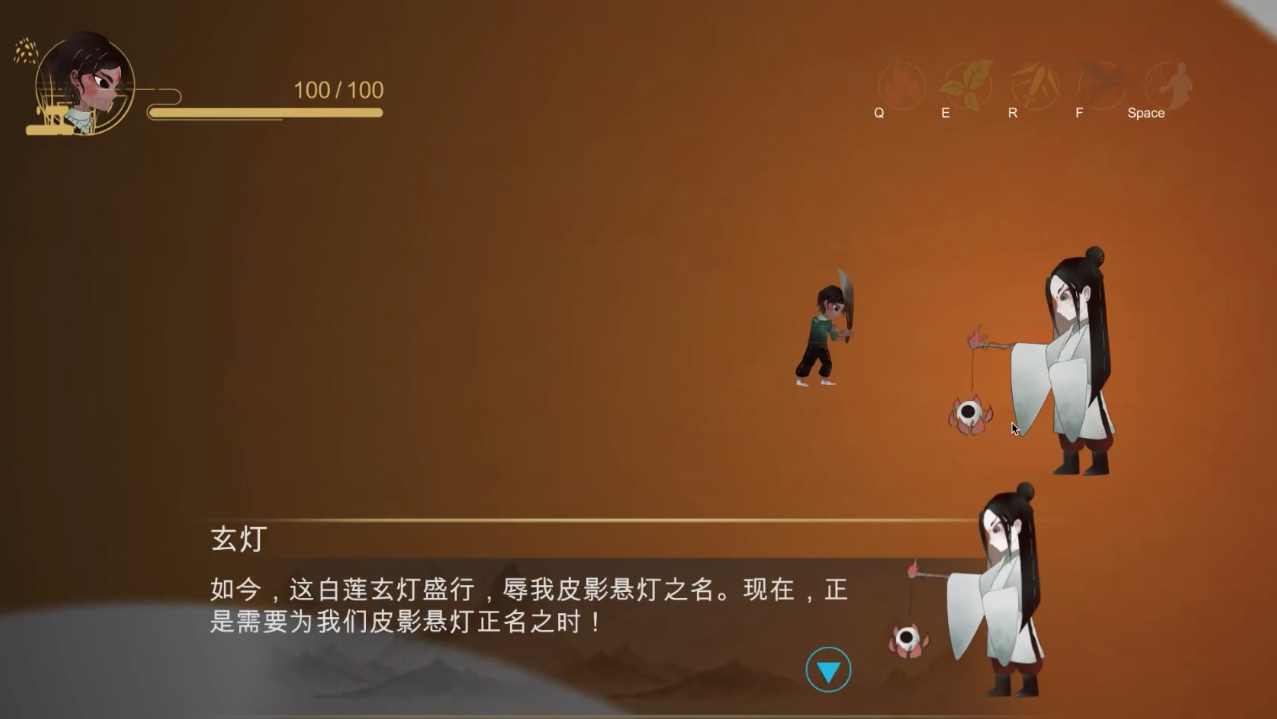 100 / 100
Q E R F Space
玄灯
如今，这白莲玄灯盛行，辱我皮影悬灯之名。现在，正
是需要为我们皮影悬灯正名之时！